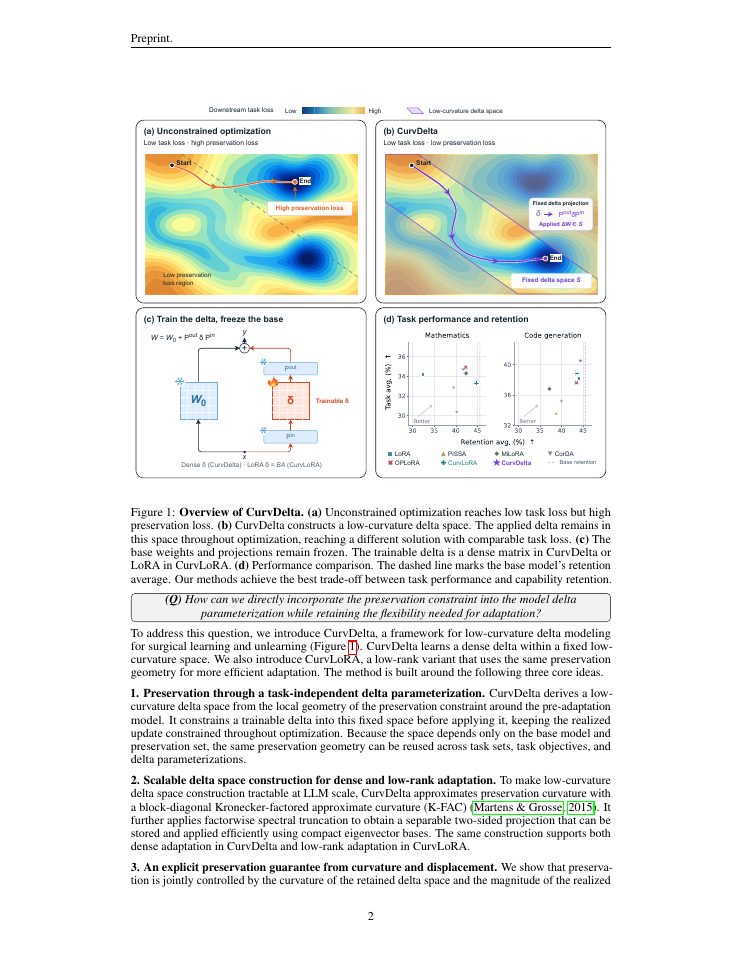 Preprint.
Downstream task loss Low High Low-curvature delta space
(a) Unconstrained optimization
Low task loss · high preservation loss
Start
End
High preservation loss
Low preservation
loss region
(b) CurvDelta
Low task loss · low preservation loss
Start
Fixed delta projection
δ → P^out δ P^in
Applied ΔW ∈ S
End
Fixed delta space S
(c) Train the delta, freeze the base
W = W₀ + P^out δ P^in
y
+
P^out
W₀
δ
Trainable δ
P^in
x
Dense δ (CurvDelta) · LoRA δ = BA (CurvLoRA)
(d) Task performance and retention
Mathematics
Code generation
Task avg. (%) ↑
36
34
32
30
Better
30 35 40 45
40
36
32
Better
30 35 40 45
Retention avg. (%) ↑
LoRA PiSSA MiLoRA CorDA
OPLoRA CurvLoRA CurvDelta Base retention
Figure 1: Overview of CurvDelta. (a) Unconstrained optimization reaches low task loss but high
preservation loss. (b) CurvDelta constructs a low-curvature delta space. The applied delta remains in
this space throughout optimization, reaching a different solution with comparable task loss. (c) The
base weights and projections remain frozen. The trainable delta is a dense matrix in CurvDelta or
LoRA in CurvLoRA. (d) Performance comparison. The dashed line marks the base model's retention
average. Our methods achieve the best trade-off between task performance and capability retention.
(Q) How can we directly incorporate the preservation constraint into the model delta
parameterization while retaining the flexibility needed for adaptation?
To address this question, we introduce CurvDelta, a framework for low-curvature delta modeling
for surgical learning and unlearning (Figure 1). CurvDelta learns a dense delta within a fixed low-
curvature space. We also introduce CurvLoRA, a low-rank variant that uses the same preservation
geometry for more efficient adaptation. The method is built around the following three core ideas.
1. Preservation through a task-independent delta parameterization. CurvDelta derives a low-
curvature delta space from the local geometry of the preservation constraint around the pre-adaptation
model. It constrains a trainable delta into this fixed space before applying it, keeping the realized
update constrained throughout optimization. Because the space depends only on the base model and
preservation set, the same preservation geometry can be reused across task sets, task objectives, and
delta parameterizations.
2. Scalable delta space construction for dense and low-rank adaptation. To make low-curvature
delta space construction tractable at LLM scale, CurvDelta approximates preservation curvature with
a block-diagonal Kronecker-factored approximate curvature (K-FAC) (Martens & Grosse, 2015). It
further applies factorwise spectral truncation to obtain a separable two-sided projection that can be
stored and applied efficiently using compact eigenvector bases. The same construction supports both
dense adaptation in CurvDelta and low-rank adaptation in CurvLoRA.
3. An explicit preservation guarantee from curvature and displacement. We show that preserva-
tion is jointly controlled by the curvature of the retained delta space and the magnitude of the realized
2